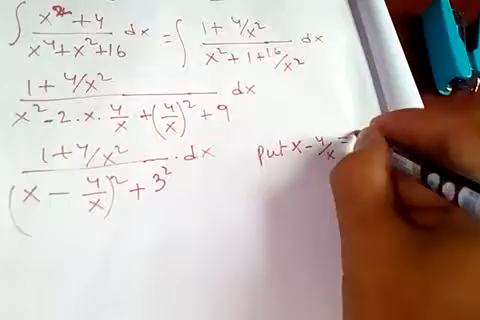 ∫ x² + 4 / x⁴ + x² + 16 dx = ∫ 1 + 4/x² / x² + 1 + 16/x² dx
1 + 4/x² / x² - 2 · x · 4/x + (4/x)² + 9 dx
1 + 4/x² / (x - 4/x)² + 3² · dx put x - 4/x =